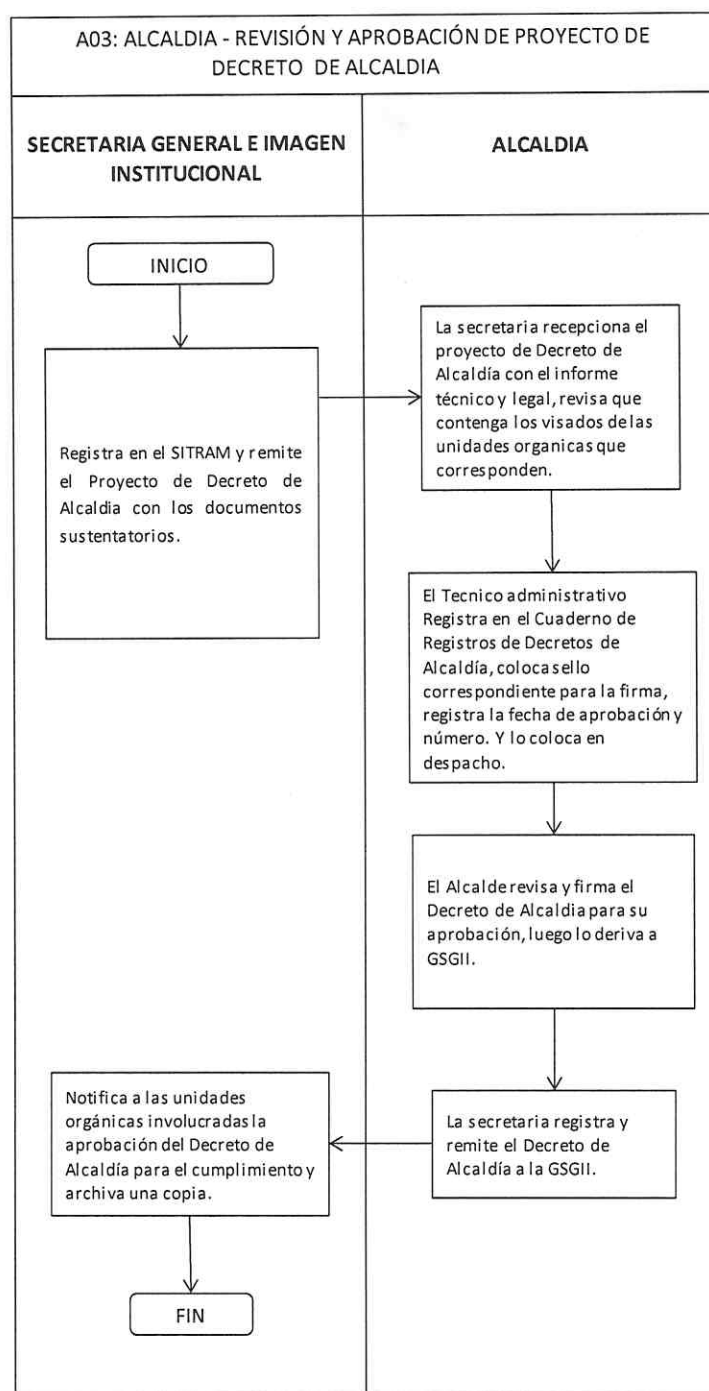 A03: ALCALDIA - REVISIÓN Y APROBACIÓN DE PROYECTO DE
DECRETO DE ALCALDIA
SECRETARIA GENERAL E IMAGEN
INSTITUCIONAL
ALCALDIA
INICIO
Registra en el SITRAM y remite
el Proyecto de Decreto de
Alcaldia con los documentos
sustentatorios.
La secretaria recepciona el
proyecto de Decreto de
Alcaldía con el informe
técnico y legal, revisa que
contenga los visados de las
unidades organicas que
corresponden.
El Tecnico administrativo
Registra en el Cuaderno de
Registros de Decretos de
Alcaldía, coloca sello
correspondiente para la firma,
registra la fecha de aprobación y
número. Y lo coloca en
despacho.
El Alcalde revisa y firma el
Decreto de Alcaldia para su
aprobación, luego lo deriva a
GSGII.
La secretaria registra y
remite el Decreto de
Alcaldía a la GSGII.
Notifica a las unidades
orgánicas involucradas la
aprobación del Decreto de
Alcaldía para el cumplimiento y
archiva una copia.
FIN